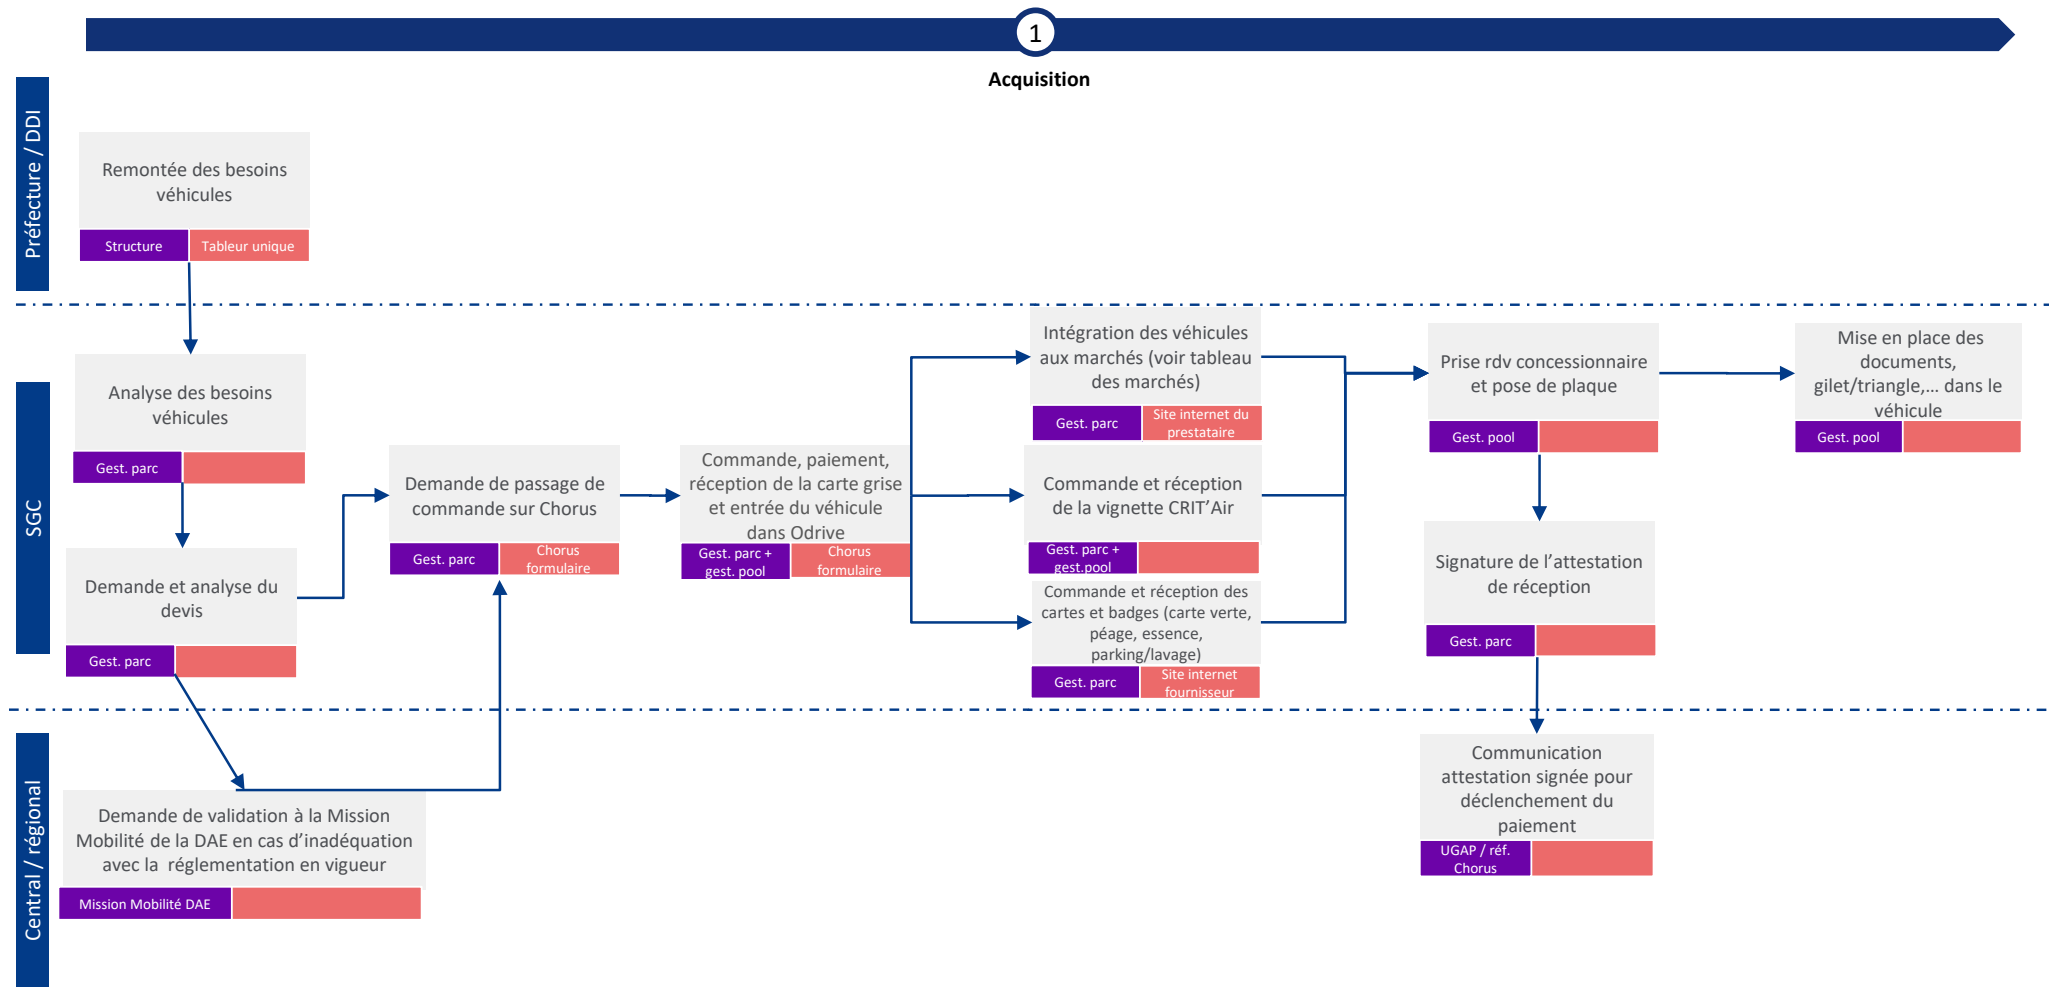 1
Acquisition
Préfecture / DDI
Remontée des besoins
véhicules
Structure
Tableur unique
SGC
Analyse des besoins
véhicules
Gest. parc
Demande et analyse du
devis
Gest. parc
Demande de passage de
commande sur Chorus
Gest. parc
Chorus
formulaire
Commande, paiement,
réception de la carte grise
et entrée du véhicule
dans Odrive
Gest. parc +
gest. pool
Chorus
formulaire
Intégration des véhicules
aux marchés (voir tableau
des marchés)
Gest. parc
Site internet du
prestataire
Commande et réception
de la vignette CRIT’Air
Gest. parc +
gest.pool
Commande et réception des
cartes et badges (carte verte,
péage, essence,
parking/lavage)
Gest. parc
Site internet
fournisseur
Prise rdv concessionnaire
et pose de plaque
Gest. pool
Mise en place des
documents,
gilet/triangle,... dans le
véhicule
Gest. pool
Signature de l’attestation
de réception
Gest. parc
Central / régional
Demande de validation à la Mission
Mobilité de la DAE en cas d’inadéquation
avec la  réglementation en vigueur
Mission Mobilité DAE
Communication
attestation signée pour
déclenchement du
paiement
UGAP / réf.
Chorus